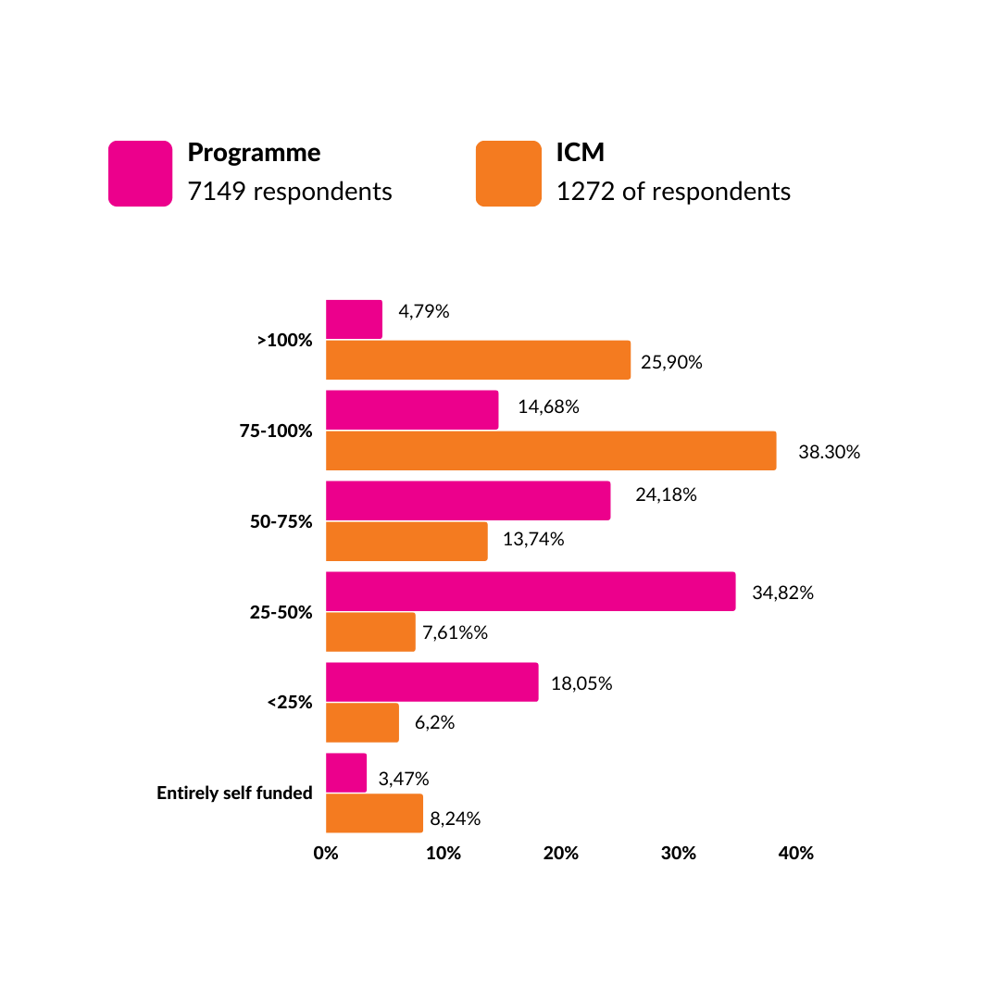 Programme
7149 respondents
ICM
1272 of respondents
>100%
4,79%
25,90%
75-100%
14,68%
38.30%
50-75%
24,18%
13,74%
25-50%
34,82%
7,61%%
<25%
18,05%
6,2%
Entirely self funded
3,47%
8,24%
0% 10% 20% 30% 40%